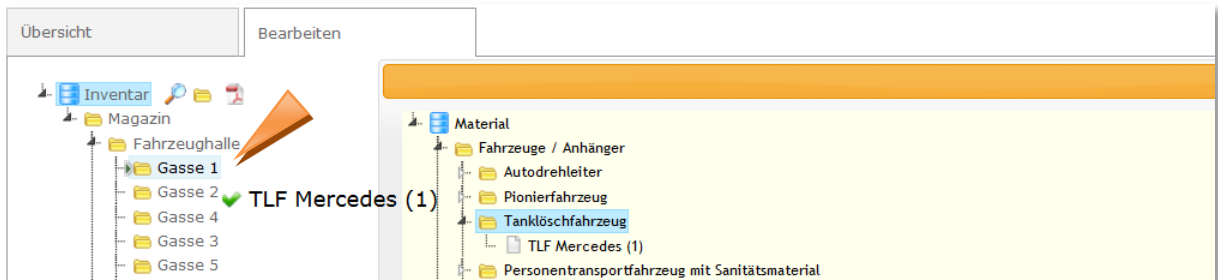 Übersicht
Bearbeiten
Inventar
Magazin
Fahrzeughalle
Gasse 1
Gasse 2
Gasse 4
Gasse 3
Gasse 5
TLF Mercedes (1)
Material
Fahrzeuge / Anhänger
Autodrehleiter
Pionierfahrzeug
Tanklöschfahrzeug
TLF Mercedes (1)
Personentransportfahrzeug mit Sanitätsmaterial